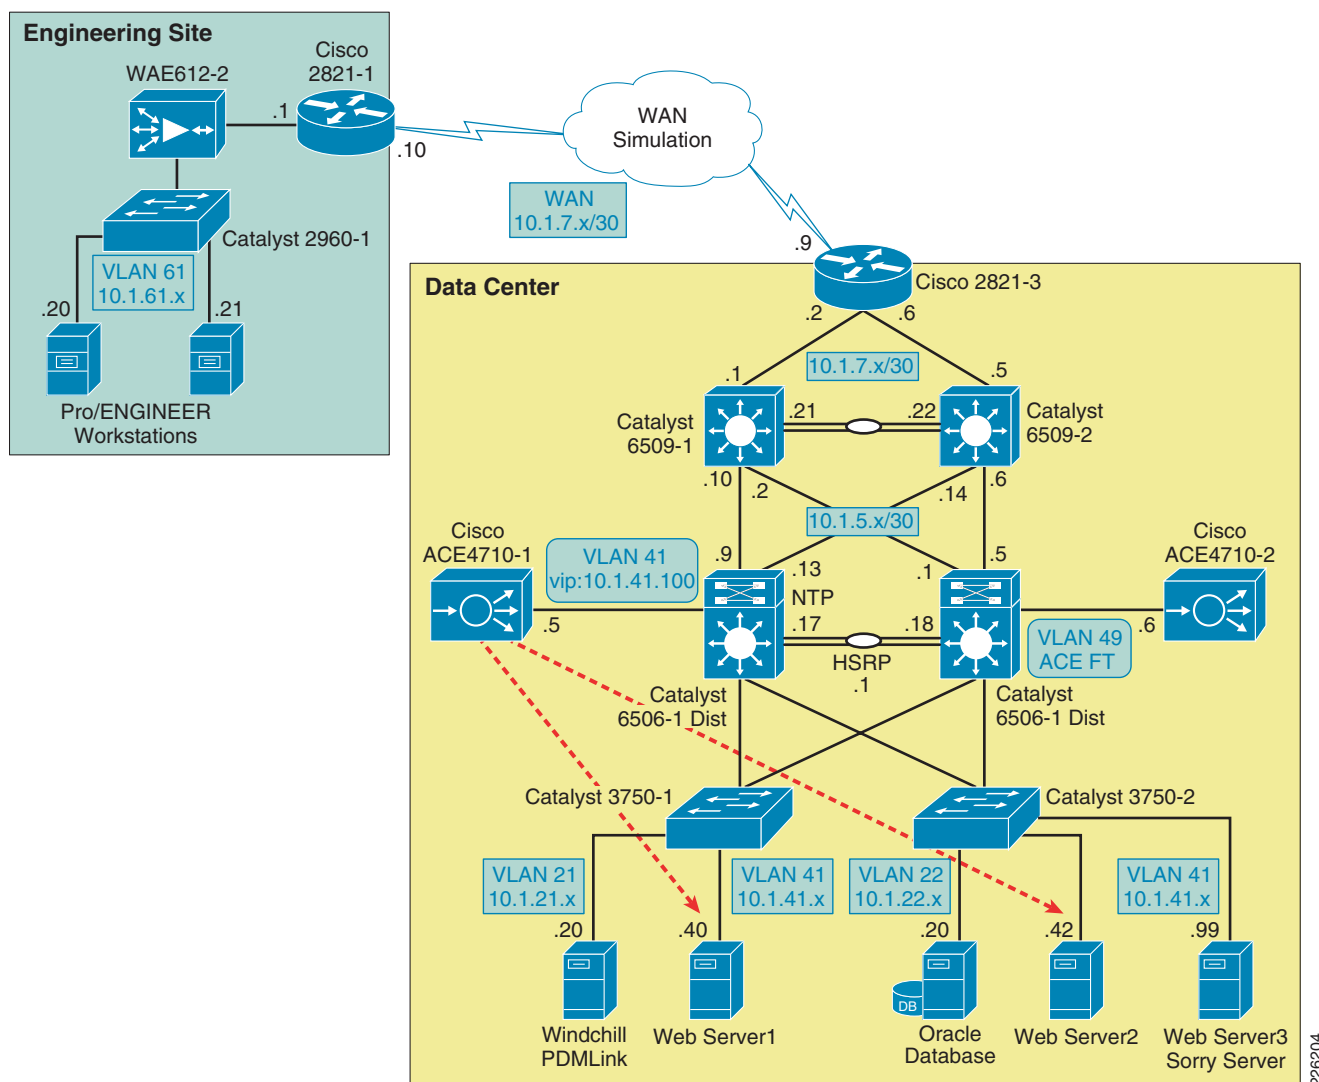 Engineering Site
WAE612-2
Cisco
2821-1
.1
.10
WAN
Simulation
WAN
10.1.7.x/30
Catalyst 2960-1
VLAN 61
10.1.61.x
.20
.21
Pro/ENGINEER
Workstations
.9
Data Center
Cisco 2821-3
.2
.6
10.1.7.x/30
.1
.5
Catalyst
6509-1
.21
.22
Catalyst
6509-2
.10
.2
.14
.6
10.1.5.x/30
Cisco
ACE4710-1
VLAN 41
vip:10.1.41.100
.5
.9
.13
NTP
.1
.5
Cisco
ACE4710-2
.17
.18
HSRP
.1
VLAN 49
ACE FT
.6
Catalyst
6506-1 Dist
Catalyst
6506-1 Dist
Catalyst 3750-1
Catalyst 3750-2
VLAN 21
10.1.21.x
VLAN 41
10.1.41.x
VLAN 22
10.1.22.x
VLAN 41
10.1.41.x
.20
.40
.20
.42
.99
DB
Windchill
PDMLink
Web Server1
Oracle
Database
Web Server2
Web Server3
Sorry Server
226204